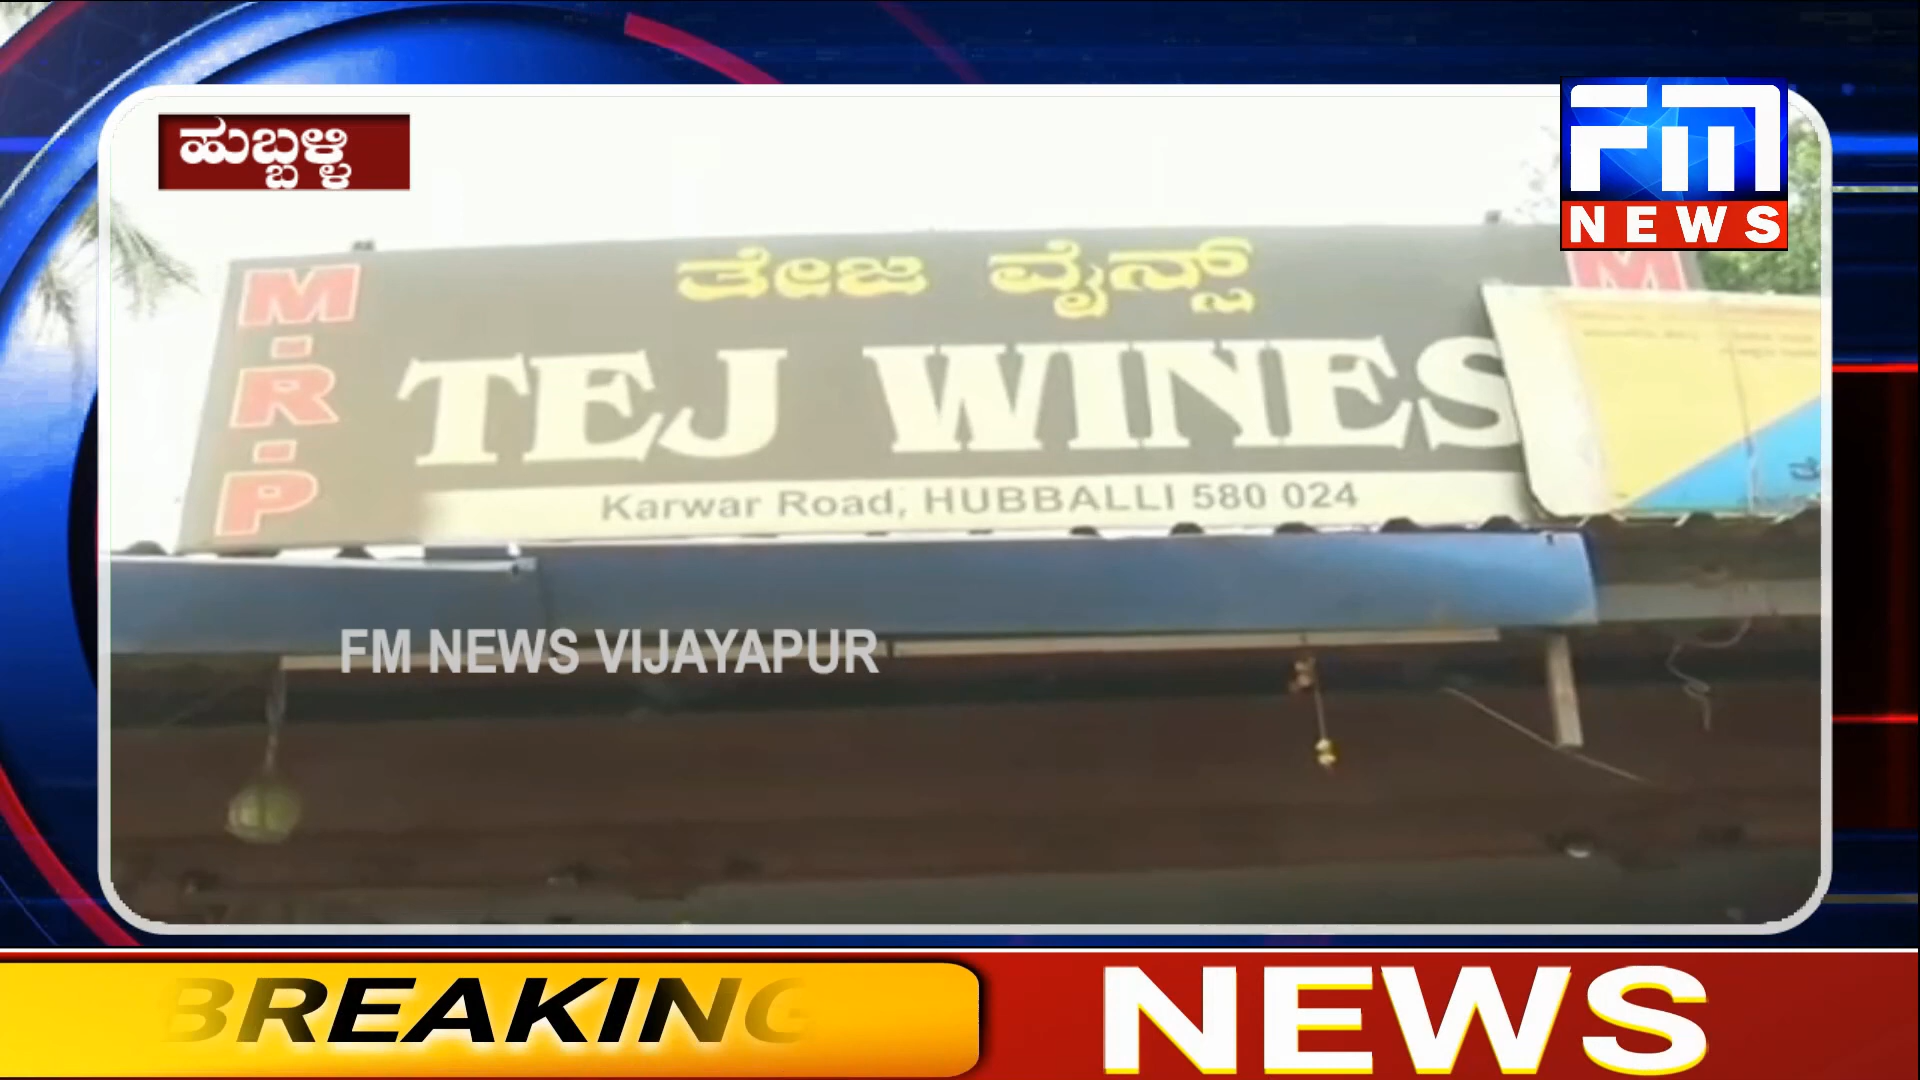 ಹುಬ್ಬಳ್ಳಿ
FM
NEWS
ತೇಜ ವೈನ್ಸ್
M.R.P
M
TEJ WINES
Karwar Road, HUBBALLI 580 024
FM NEWS VIJAYAPUR
BREAKING
NEWS